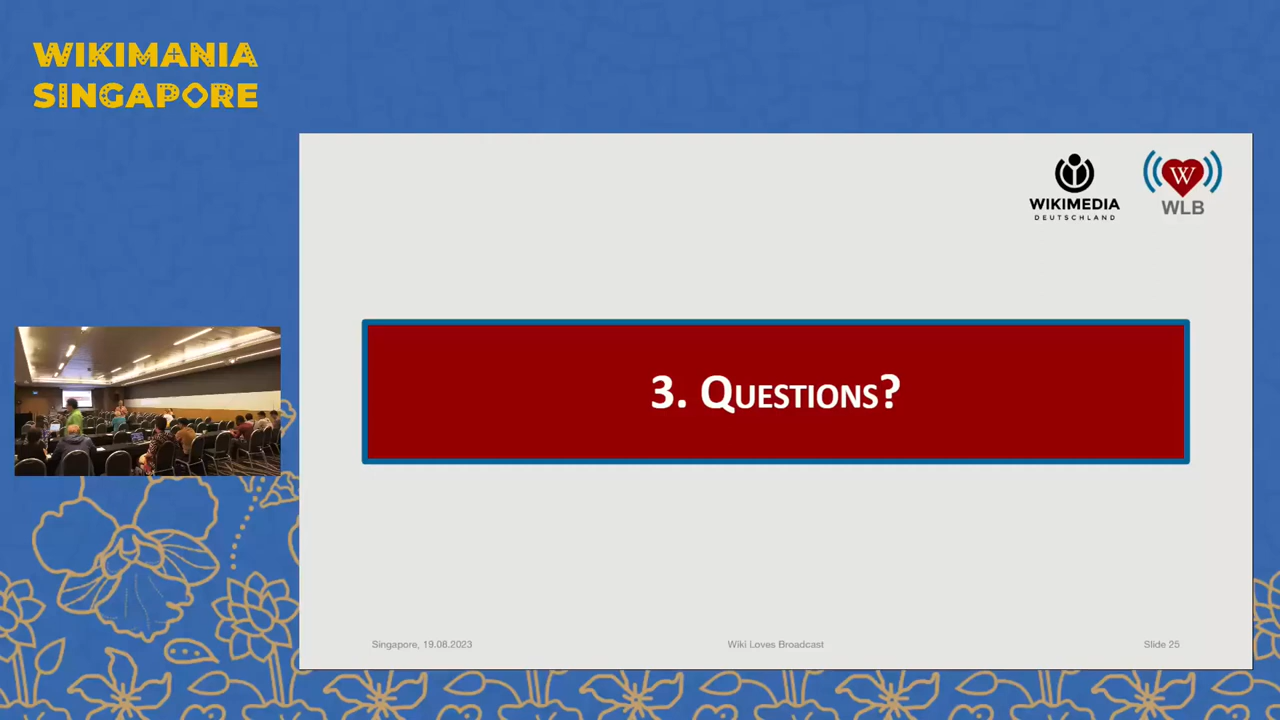 WIKIMANIA
SINGAPORE
WIKIMEDIA
DEUTSCHLAND
W
WLB
3. QUESTIONS?
Singapore, 19.08.2023
Wiki Loves Broadcast
Slide 25